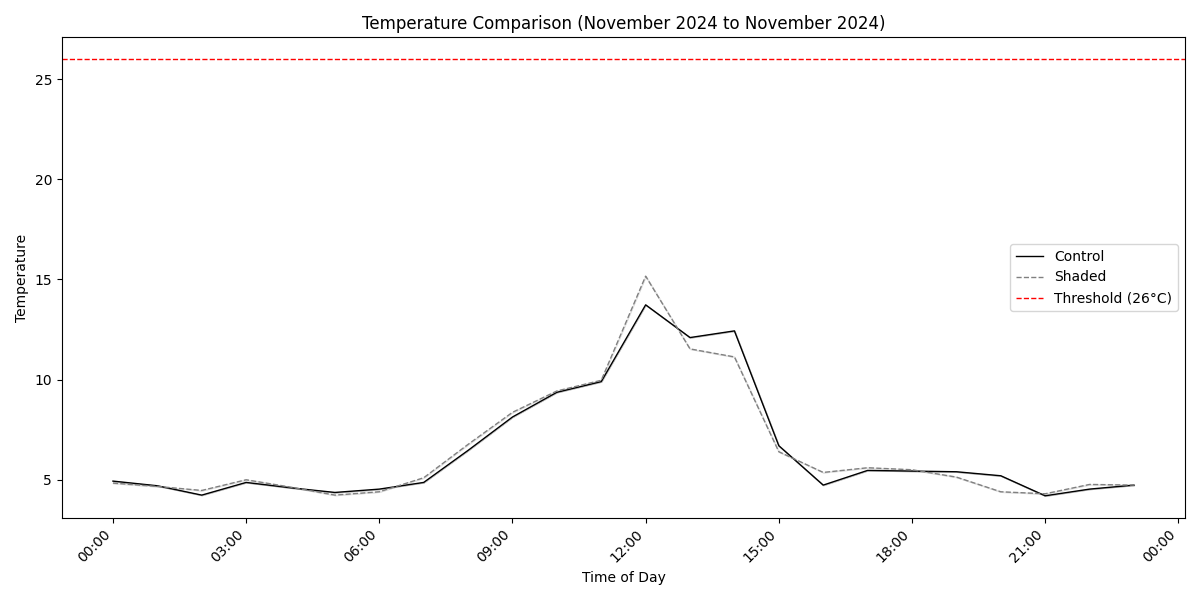 Temperature Comparison (November 2024 to November 2024)
25
20
15
10
5
Temperature
Control
Shaded
Threshold (26°C)
00:00
03:00
06:00
09:00
12:00
15:00
18:00
21:00
00:00
Time of Day